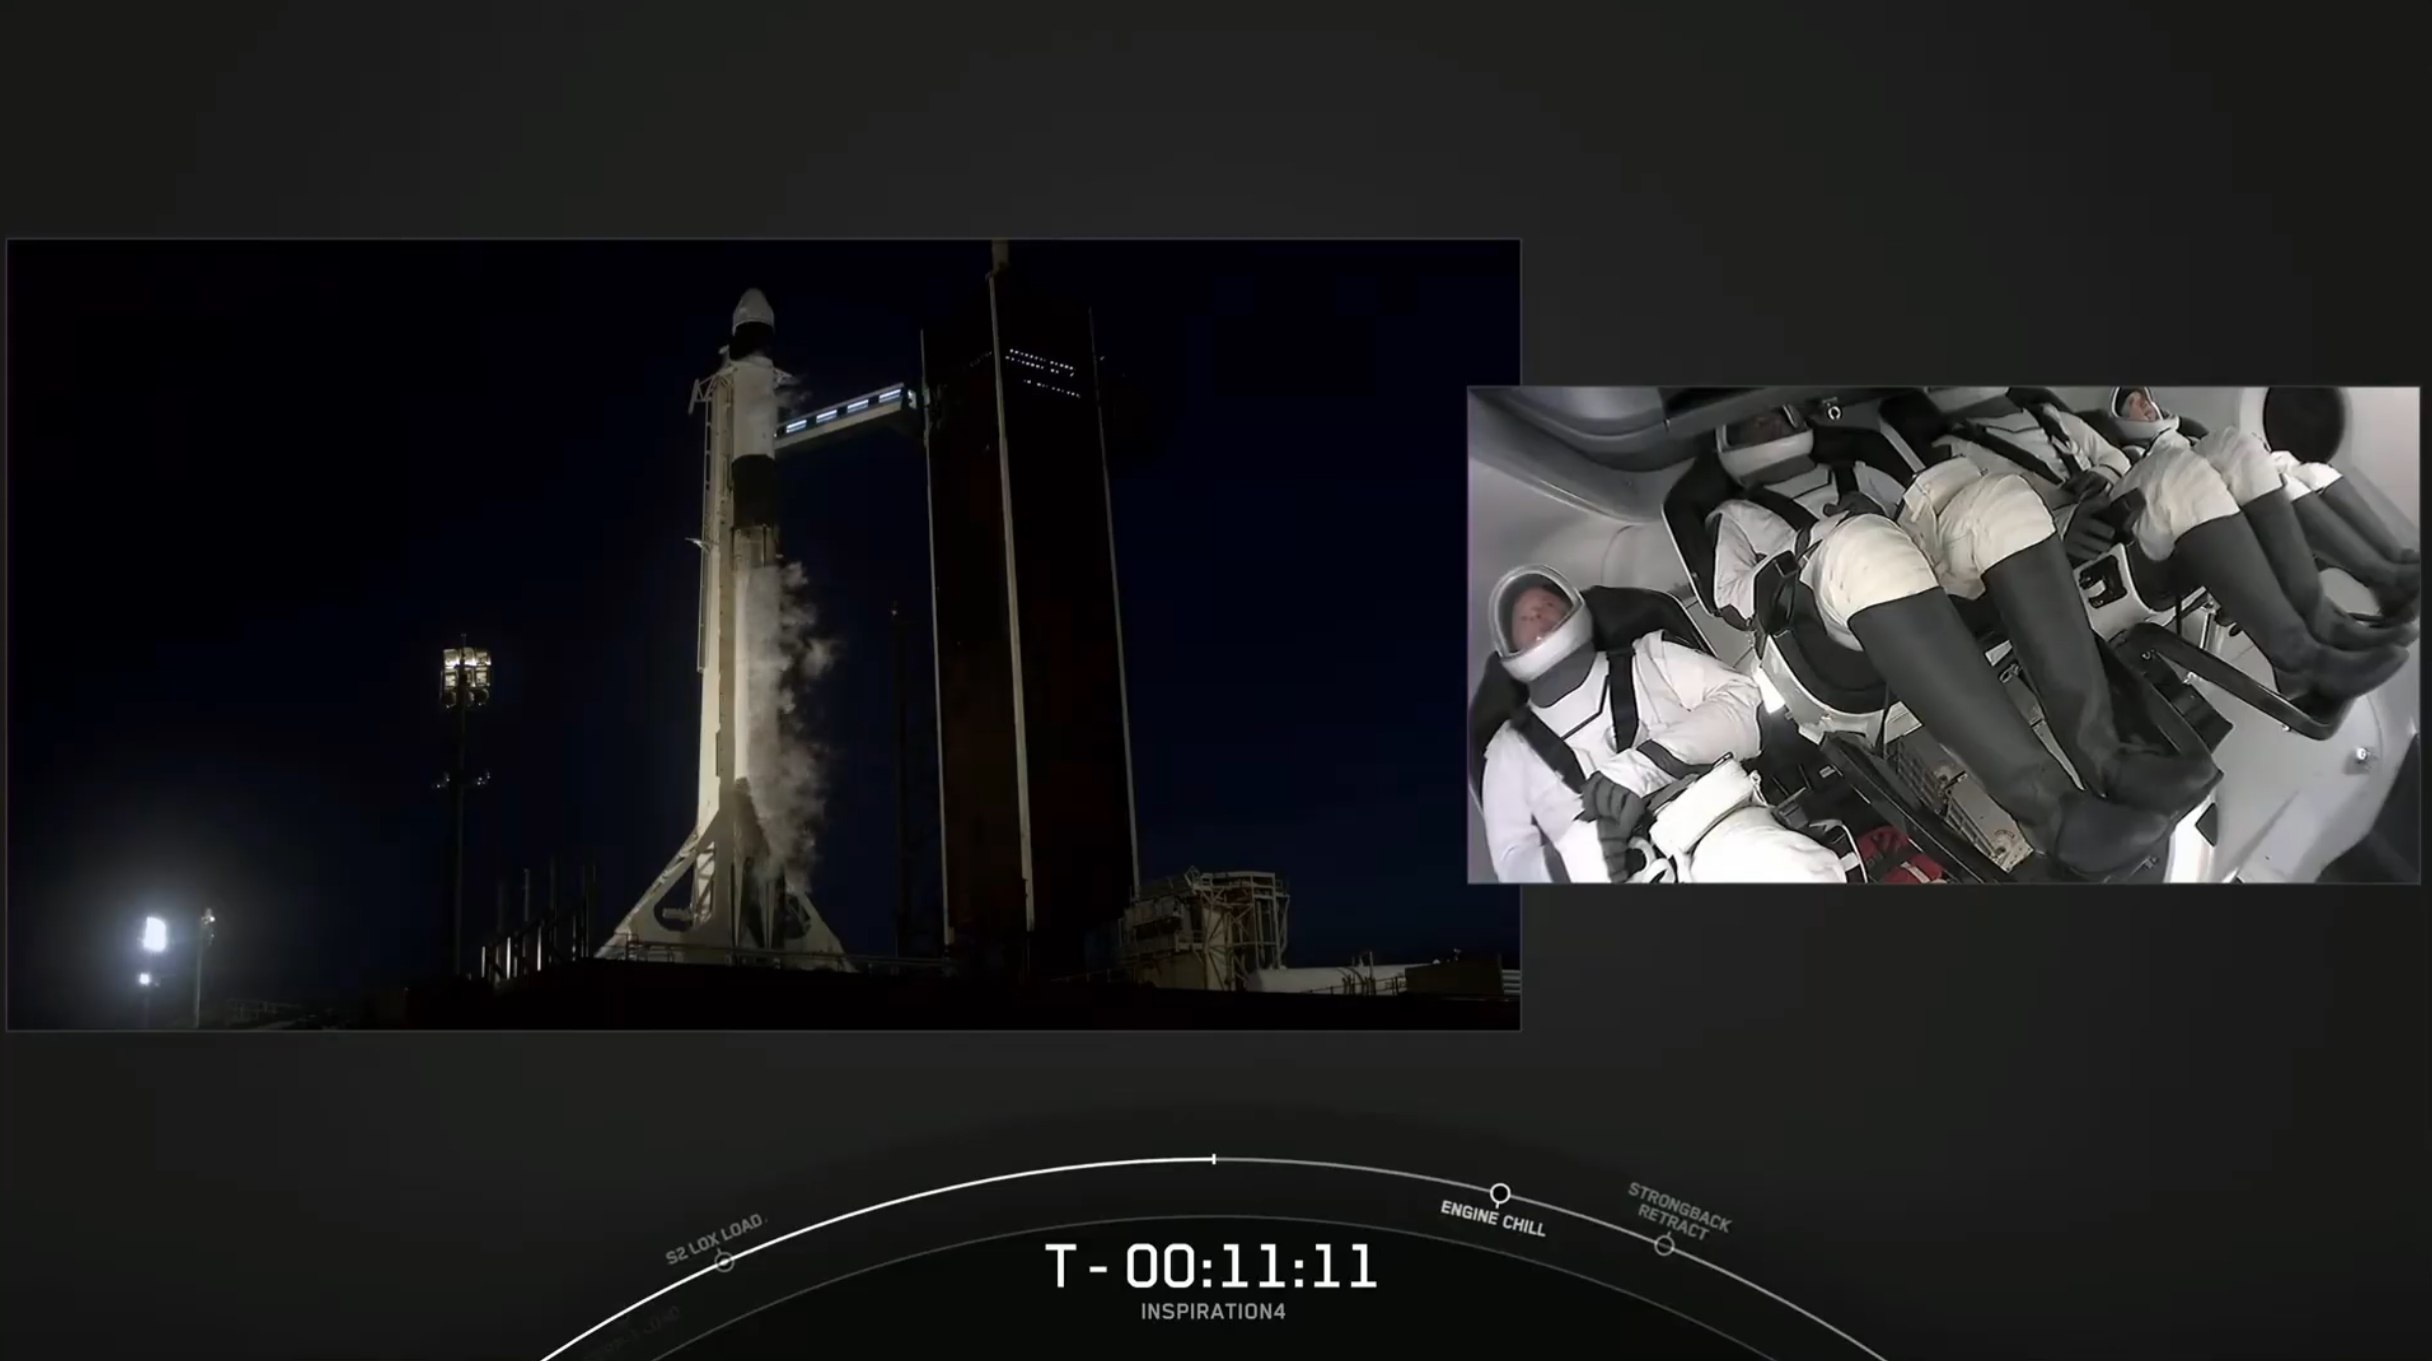 S2 LOX LOAD
ENGINE CHILL
STRONGBACK
RETRACT
T - 00:11:11
INSPIRATION4